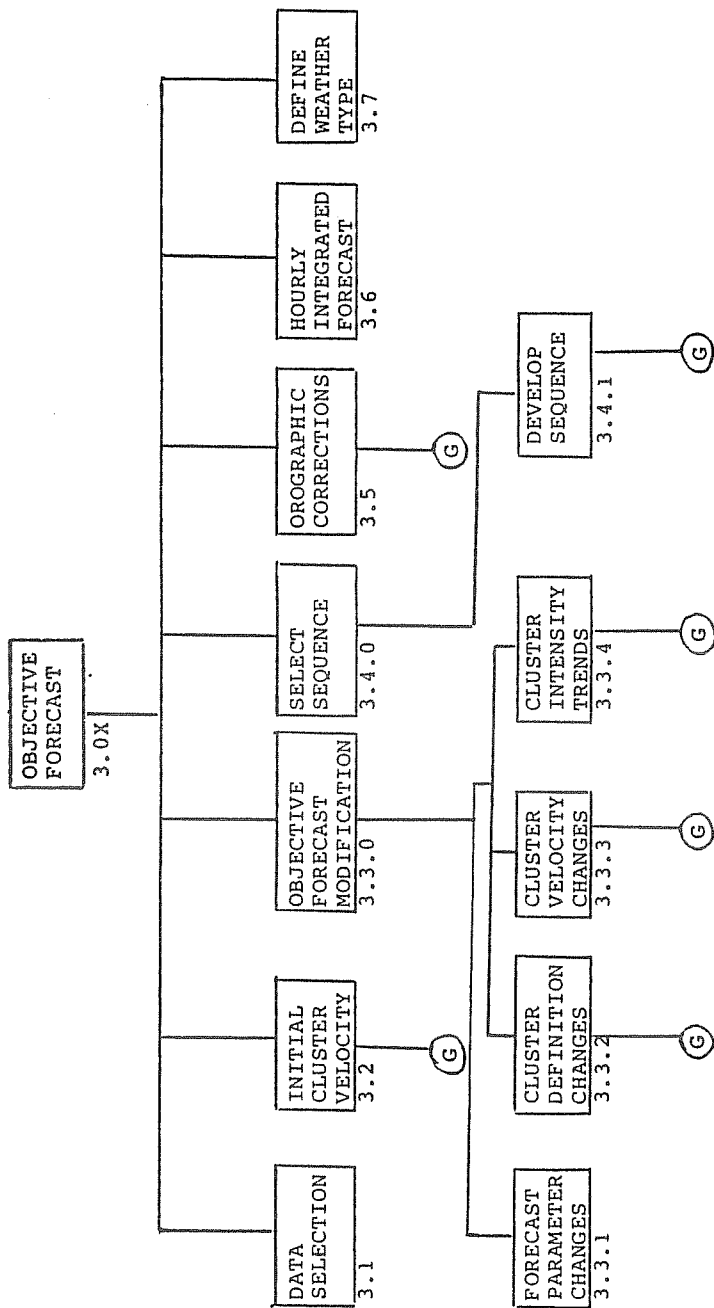 OBJECTIVE
FORECAST
3.0X
DATA
SELECTION
3.1
INITIAL
CLUSTER
VELOCITY
3.2
G
OBJECTIVE
FORECAST
MODIFICATION
3.3.0
SELECT
SEQUENCE
3.4.0
OROGRAPHIC
CORRECTIONS
3.5
G
HOURLY
INTEGRATED
FORECAST
3.6
DEFINE
WEATHER
TYPE
3.7
FORECAST
PARAMETER
CHANGES
3.3.1
CLUSTER
DEFINITION
CHANGES
3.3.2
G
CLUSTER
VELOCITY
CHANGES
3.3.3
G
CLUSTER
INTENSITY
TRENDS
3.3.4
G
DEVELOP
SEQUENCE
3.4.1
G